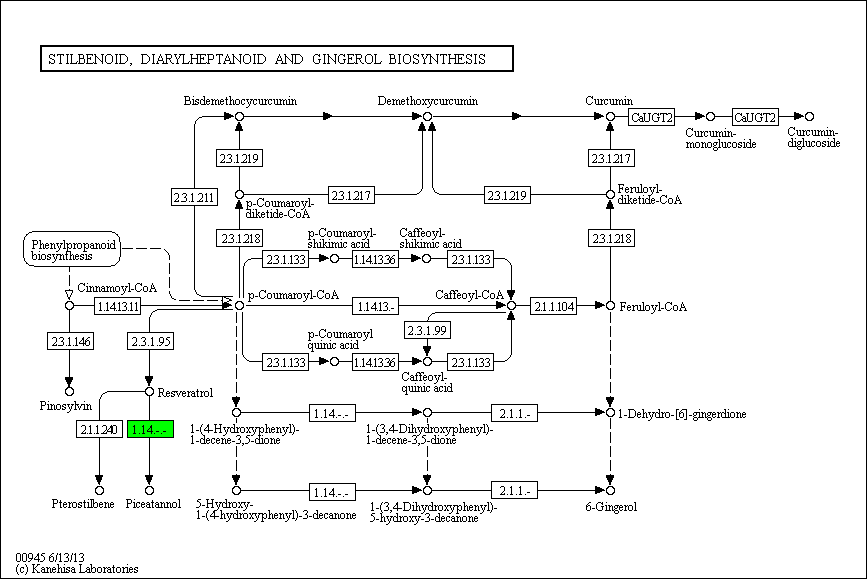 STILBENOID, DIARYLHEPTANOID AND GINGEROL BIOSYNTHESIS
Bisdemethocycurcumin
Demethoxycurcumin
Curcumin
CaUGT2
CaUGT2
Curcumin-
monoglucoside
Curcumin-
diglucoside
2.3.1.219
2.3.1.217
2.3.1.211
2.3.1.217
2.3.1.219
p-Coumaroyl-
diketide-CoA
Feruloyl-
diketide-CoA
2.3.1.218
2.3.1.218
Phenylpropanoid
biosynthesis
p-Coumaroyl-
shikimic acid
Caffeoyl-
shikimic acid
2.3.1.133
1.14.13.36
2.3.1.133
Cinnamoyl-CoA
p-Coumaroyl-CoA
Caffeoyl-CoA
Feruloyl-CoA
1.14.13.11
1.14.13.-
2.1.1.104
2.3.1.146
2.3.1.95
2.3.1.99
p-Coumaroyl
quinic acid
2.3.1.133
1.14.13.36
2.3.1.133
Caffeoyl-
quinic acid
Pinosylvin
Resveratrol
2.1.1.240
1.14.-.-
1.14.-.-
2.1.1.-
1-(4-Hydroxyphenyl)-
1-decene-3,5-dione
1-(3,4-Dihydroxyphenyl)-
1-decene-3,5-dione
1-Dehydro-[6]-gingerdione
1.14.-.-
2.1.1.-
Pterostilbene
Piceatannol
5-Hydroxy-
1-(4-hydroxyphenyl)-3-decanone
1-(3,4-Dihydroxyphenyl)-
5-hydroxy-3-decanone
6-Gingerol
00945 6/13/13
(c) Kanehisa Laboratories